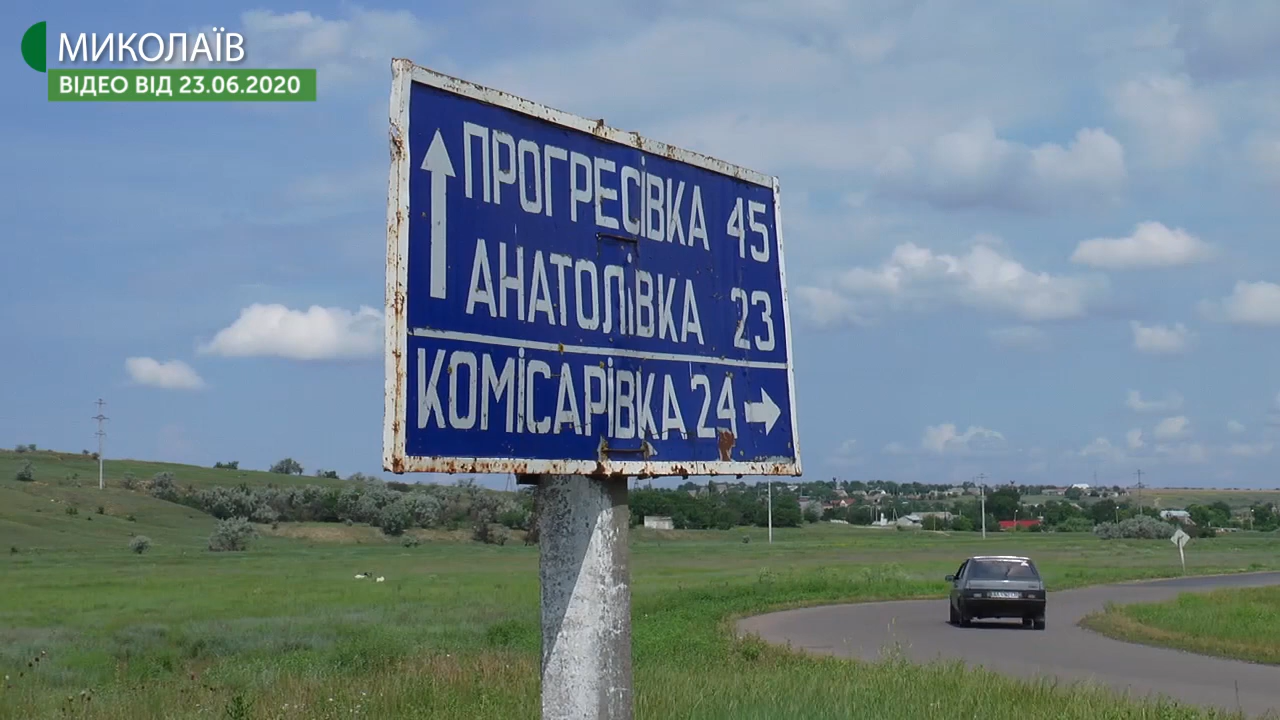 МИКОЛАЇВ
ВІДЕО ВІД 23.06.2020
ПРОГРЕСІВКА 45
АНАТОЛІВКА 23
КОМІСАРІВКА 24